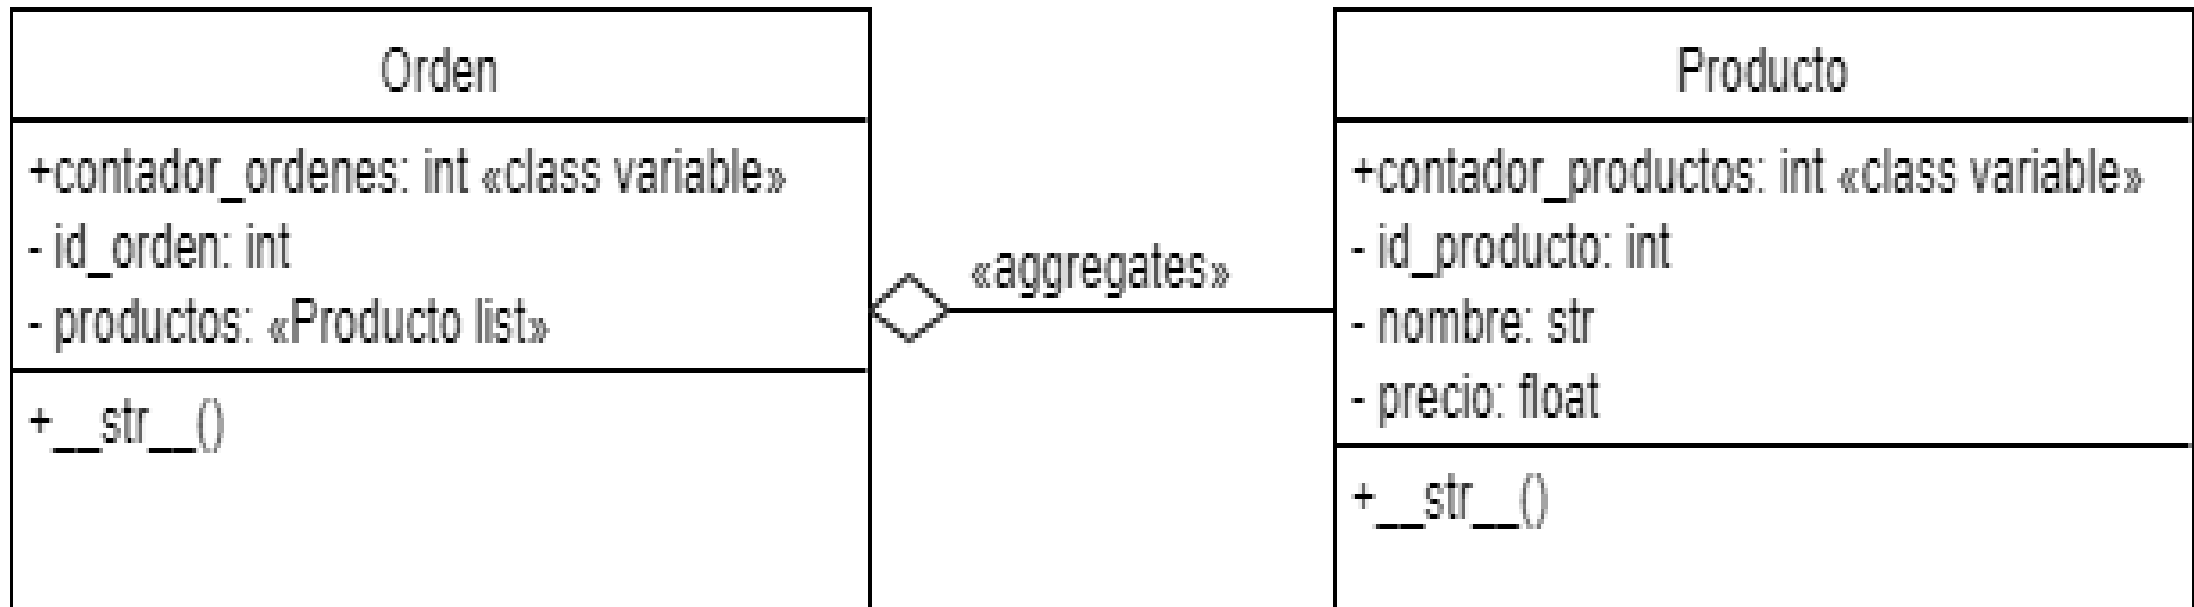 Orden
+contador_ordenes: int «class variable»
- id_orden: int
- productos: «Producto list»
+__str__()
«aggregates»
Producto
+contador_productos: int «class variable»
- id_producto: int
- nombre: str
- precio: float
+__str__()